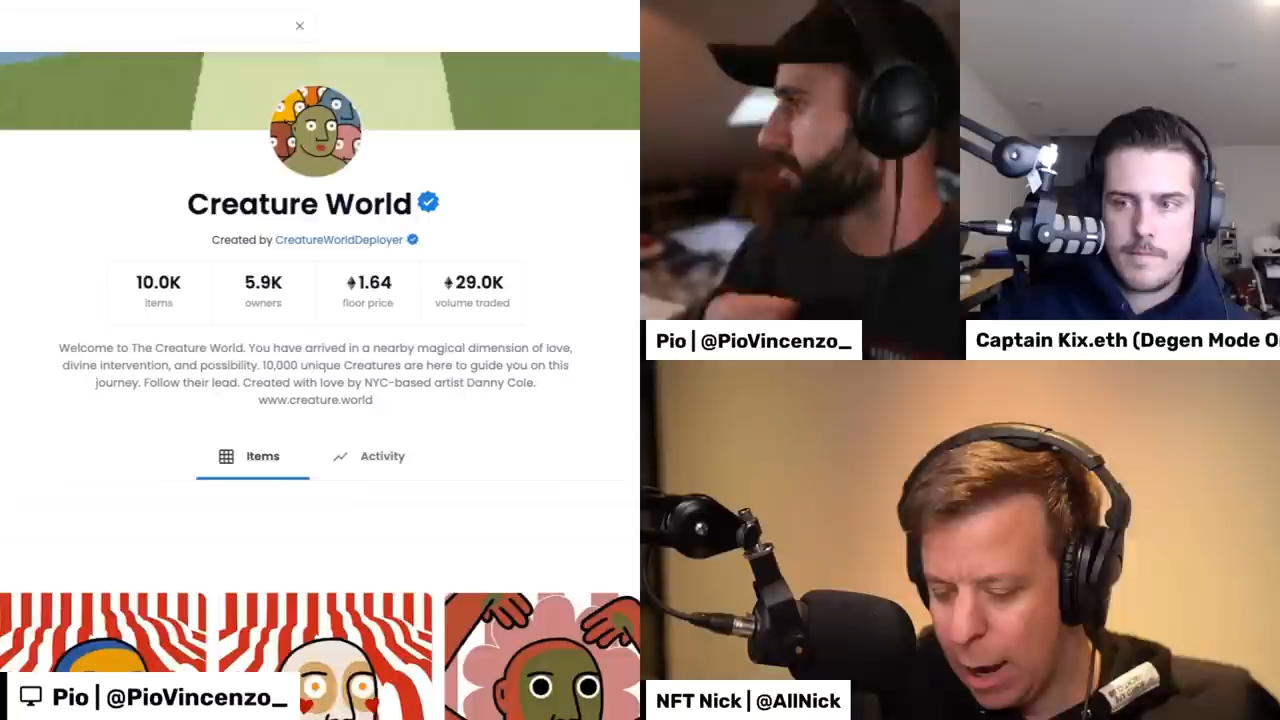 Creature World
Created by CreatureWorldDeployer
10.0K
items
5.9K
owners
1.64
floor price
29.0K
volume traded
Welcome to The Creature World. You have arrived in a nearby magical dimension of love,
divine intervention, and possibility. 10,000 unique Creatures are here to guide you on this
journey. Follow their lead. Created with love by NYC-based artist Danny Cole.
www.creature.world
Items
Activity
Pio | @PioVincenzo_
Pio | @PioVincenzo_
Captain Kix.eth (Degen Mode O
NFT Nick | @AllNick